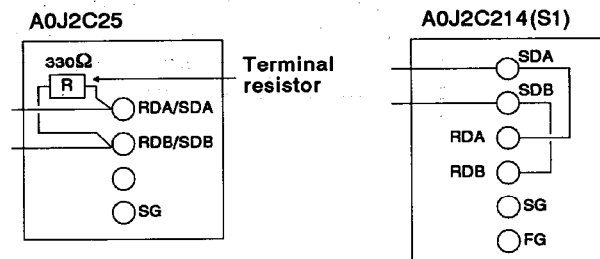 A0J2C25
330Ω
R
Terminal
resistor
RDA/SDA
RDB/SDB
SG
A0J2C214(S1)
SDA
SDB
RDA
RDB
SG
FG